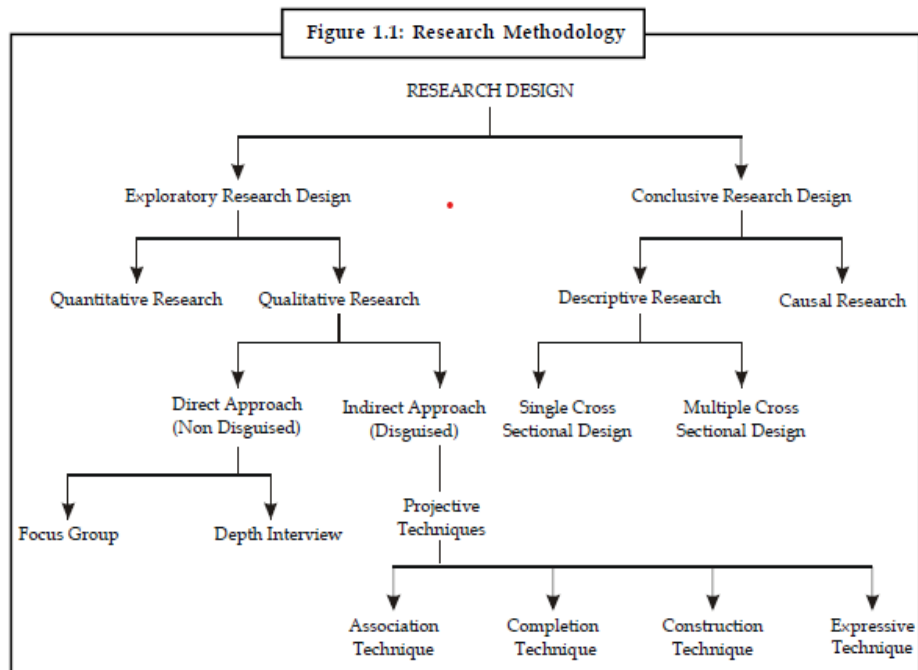 Figure 1.1: Research Methodology
RESEARCH DESIGN
Exploratory Research Design
Conclusive Research Design
Quantitative Research
Qualitative Research
Descriptive Research
Causal Research
Direct Approach
(Non Disguised)
Indirect Approach
(Disguised)
Single Cross
Sectional Design
Multiple Cross
Sectional Design
Focus Group
Depth Interview
Projective
Techniques
Association
Technique
Completion
Technique
Construction
Technique
Expressive
Technique